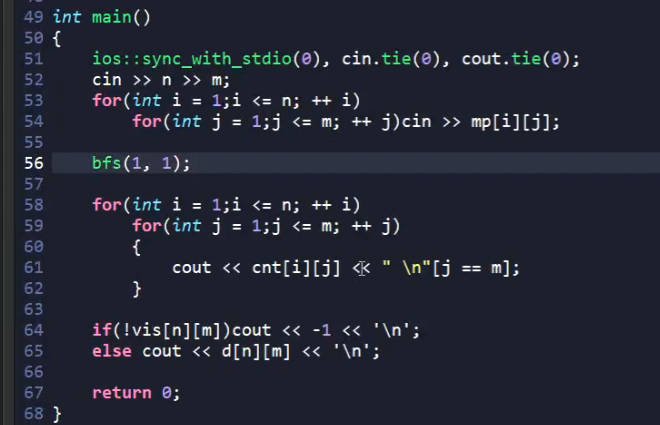 49 int main()
50 {
51     ios::sync_with_stdio(0), cin.tie(0), cout.tie(0);
52     cin >> n >> m;
53     for(int i = 1;i <= n; ++ i)
54         for(int j = 1;j <= m; ++ j)cin >> mp[i][j];
55
56     bfs(1, 1);
57
58     for(int i = 1;i <= n; ++ i)
59         for(int j = 1;j <= m; ++ j)
60         {
61             cout << cnt[i][j] << " \n"[j == m];
62         }
63
64     if(!vis[n][m])cout << -1 << '\n';
65     else cout << d[n][m] << '\n';
66
67     return 0;
68 }